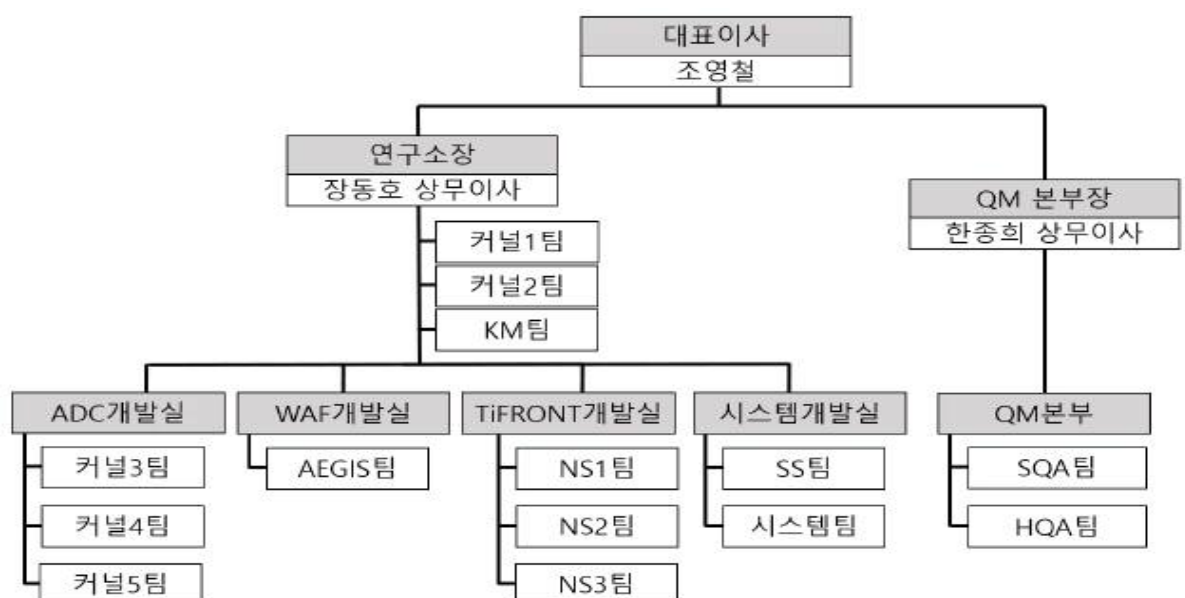 대표이사
조영철
연구소장
장동호 상무이사
QM 본부장
한종희 상무이사
커널1팀
커널2팀
KM팀
ADC개발실
WAF개발실
TiFRONT개발실
시스템개발실
QM본부
커널3팀
AEGIS팀
NS1팀
SS팀
SQA팀
커널4팀
NS2팀
시스템팀
HQA팀
커널5팀
NS3팀